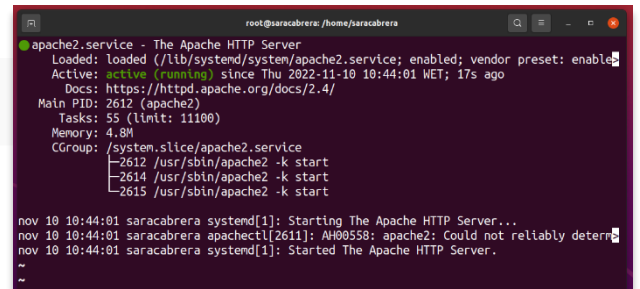 root@saracabrera: /home/saracabrera
apache2.service - The Apache HTTP Server
Loaded: loaded (/lib/systemd/system/apache2.service; enabled; vendor preset: enable>
Active: active (running) since Thu 2022-11-10 10:44:01 WET; 17s ago
Docs: https://httpd.apache.org/docs/2.4/
Main PID: 2612 (apache2)
Tasks: 55 (limit: 11100)
Memory: 4.8M
CGroup: /system.slice/apache2.service
├─2612 /usr/sbin/apache2 -k start
├─2614 /usr/sbin/apache2 -k start
└─2615 /usr/sbin/apache2 -k start
nov 10 10:44:01 saracabrera systemd[1]: Starting The Apache HTTP Server...
nov 10 10:44:01 saracabrera apachectl[2611]: AH00558: apache2: Could not reliably determ>
nov 10 10:44:01 saracabrera systemd[1]: Started The Apache HTTP Server.
~
~